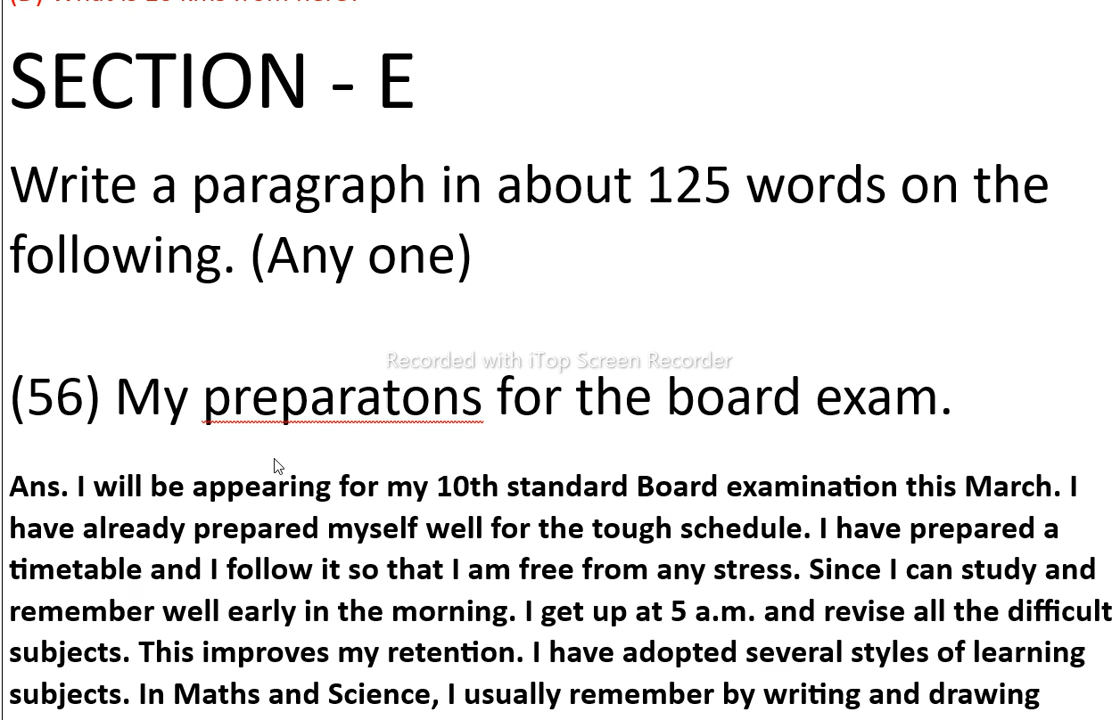 SECTION - E
Write a paragraph in about 125 words on the
following. (Any one)
Recorded with iTop Screen Recorder
(56) My preparatons for the board exam.
Ans. I will be appearing for my 10th standard Board examination this March. I
have already prepared myself well for the tough schedule. I have prepared a
timetable and I follow it so that I am free from any stress. Since I can study and
remember well early in the morning. I get up at 5 a.m. and revise all the difficult
subjects. This improves my retention. I have adopted several styles of learning
subjects. In Maths and Science, I usually remember by writing and drawing